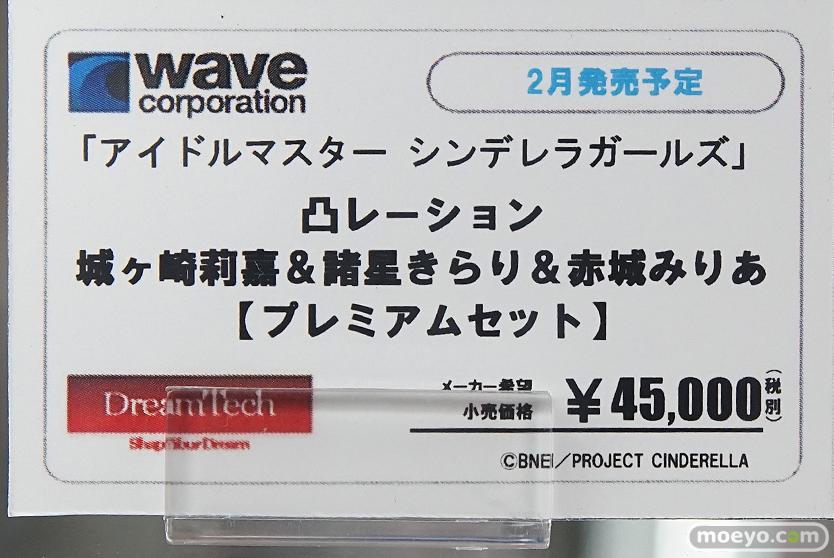 wave
corporation
2月発売予定
「アイドルマスター シンデレラガールズ」
凸レーション
城ヶ崎莉嘉＆諸星きらり＆赤城みりあ
【プレミアムセット】
DreamTech
メーカー希望
小売価格
￥45,000(税別)
©BNEI／PROJECT CINDERELLA
moeyo.com